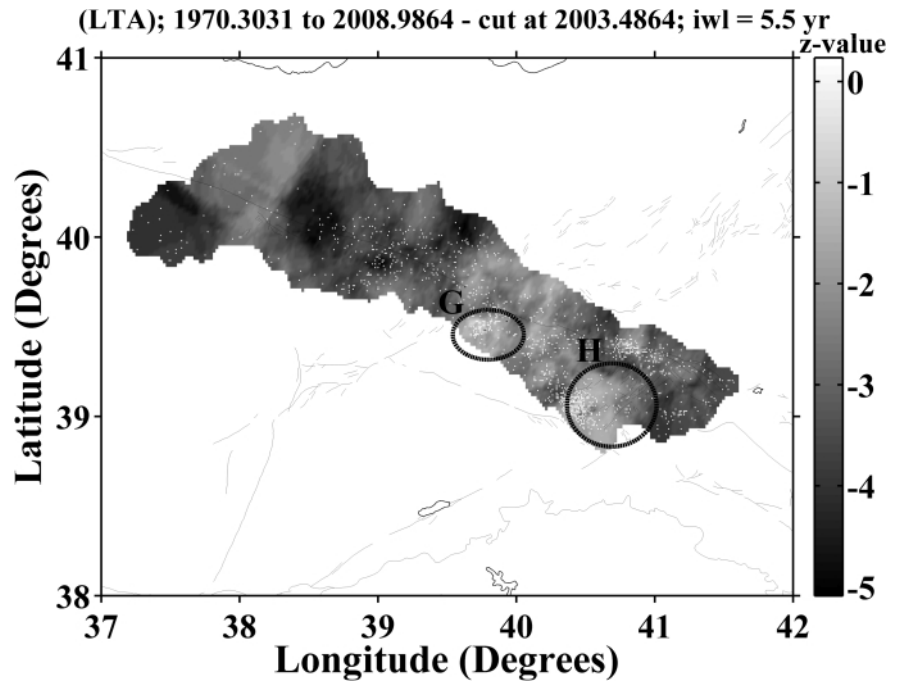 (LTA); 1970.3031 to 2008.9864 - cut at 2003.4864; iwl = 5.5 yr
z-value
41
40
39
38
Latitude (Degrees)
G
H
37 38 39 40 41 42
Longitude (Degrees)
0
-1
-2
-3
-4
-5